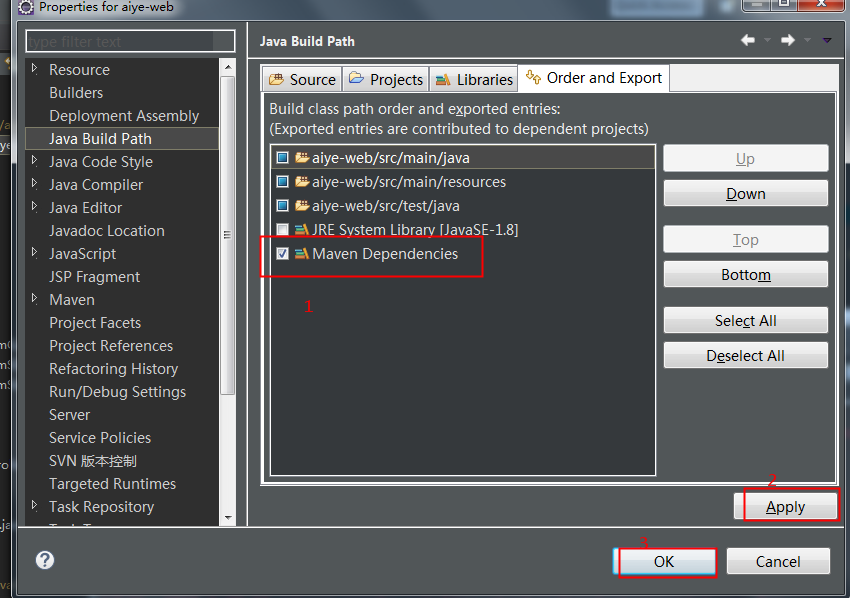 Properties for aiye-web
type filter text
Resource
Builders
Deployment Assembly
Java Build Path
Java Code Style
Java Compiler
Java Editor
Javadoc Location
JavaScript
JSP Fragment
Maven
Project Facets
Project References
Refactoring History
Run/Debug Settings
Server
Service Policies
SVN 版本控制
Targeted Runtimes
Task Repository
Java Build Path
Source
Projects
Libraries
Order and Export
Build class path order and exported entries:
(Exported entries are contributed to dependent projects)
aiye-web/src/main/java
aiye-web/src/main/resources
aiye-web/src/test/java
JRE System Library [JavaSE-1.8]
Maven Dependencies
1
Up
Down
Top
Bottom
Select All
Deselect All
2
Apply
3
OK
Cancel